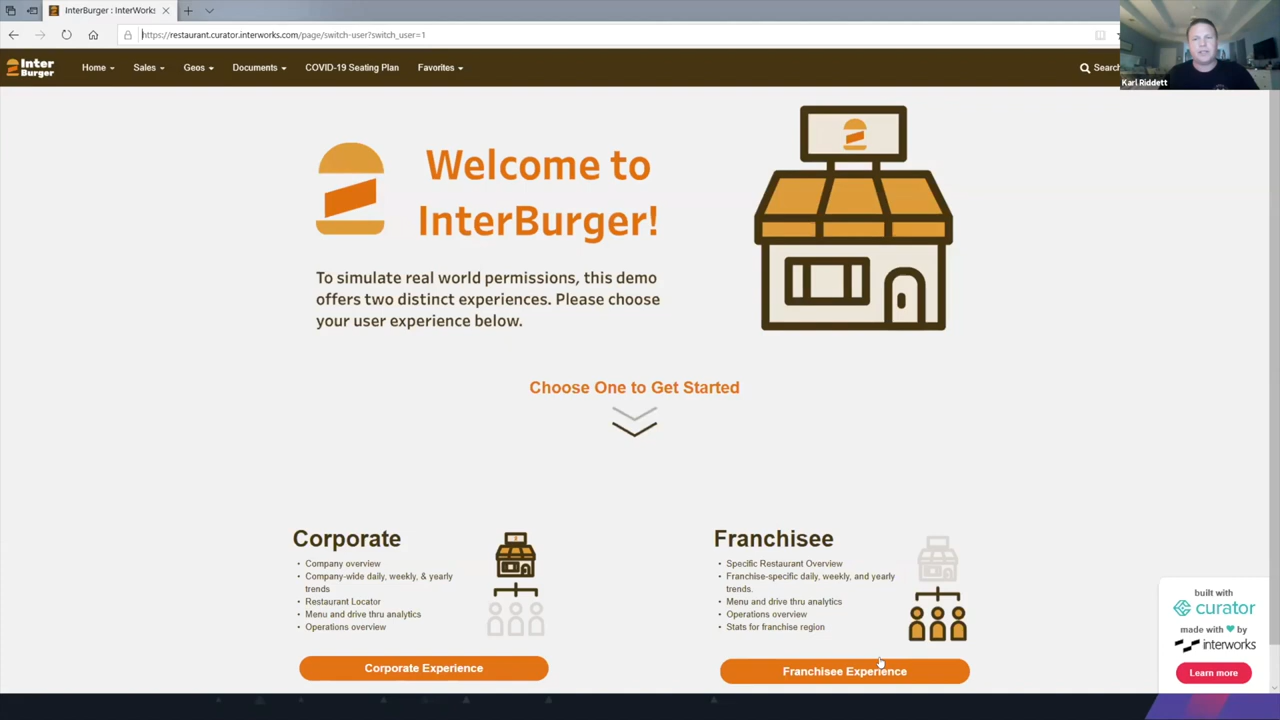 InterBurger : InterWorks
https://restaurant.curator.interworks.com/page/switch-user?switch_user=1
Karl Riddett
Inter
Burger
Home
Sales
Geos
Documents
COVID-19 Seating Plan
Favorites
Search
Welcome to
InterBurger!
To simulate real world permissions, this demo
offers two distinct experiences. Please choose
your user experience below.
Choose One to Get Started
Corporate
• Company overview
• Company-wide daily, weekly, & yearly
trends
• Restaurant Locator
• Menu and drive thru analytics
• Operations overview
Corporate Experience
Franchisee
• Specific Restaurant Overview
• Franchise-specific daily, weekly, and yearly
trends.
• Menu and drive thru analytics
• Operations overview
• Stats for franchise region
Franchisee Experience
built with
curator
made with ♥ by
interworks
Learn more